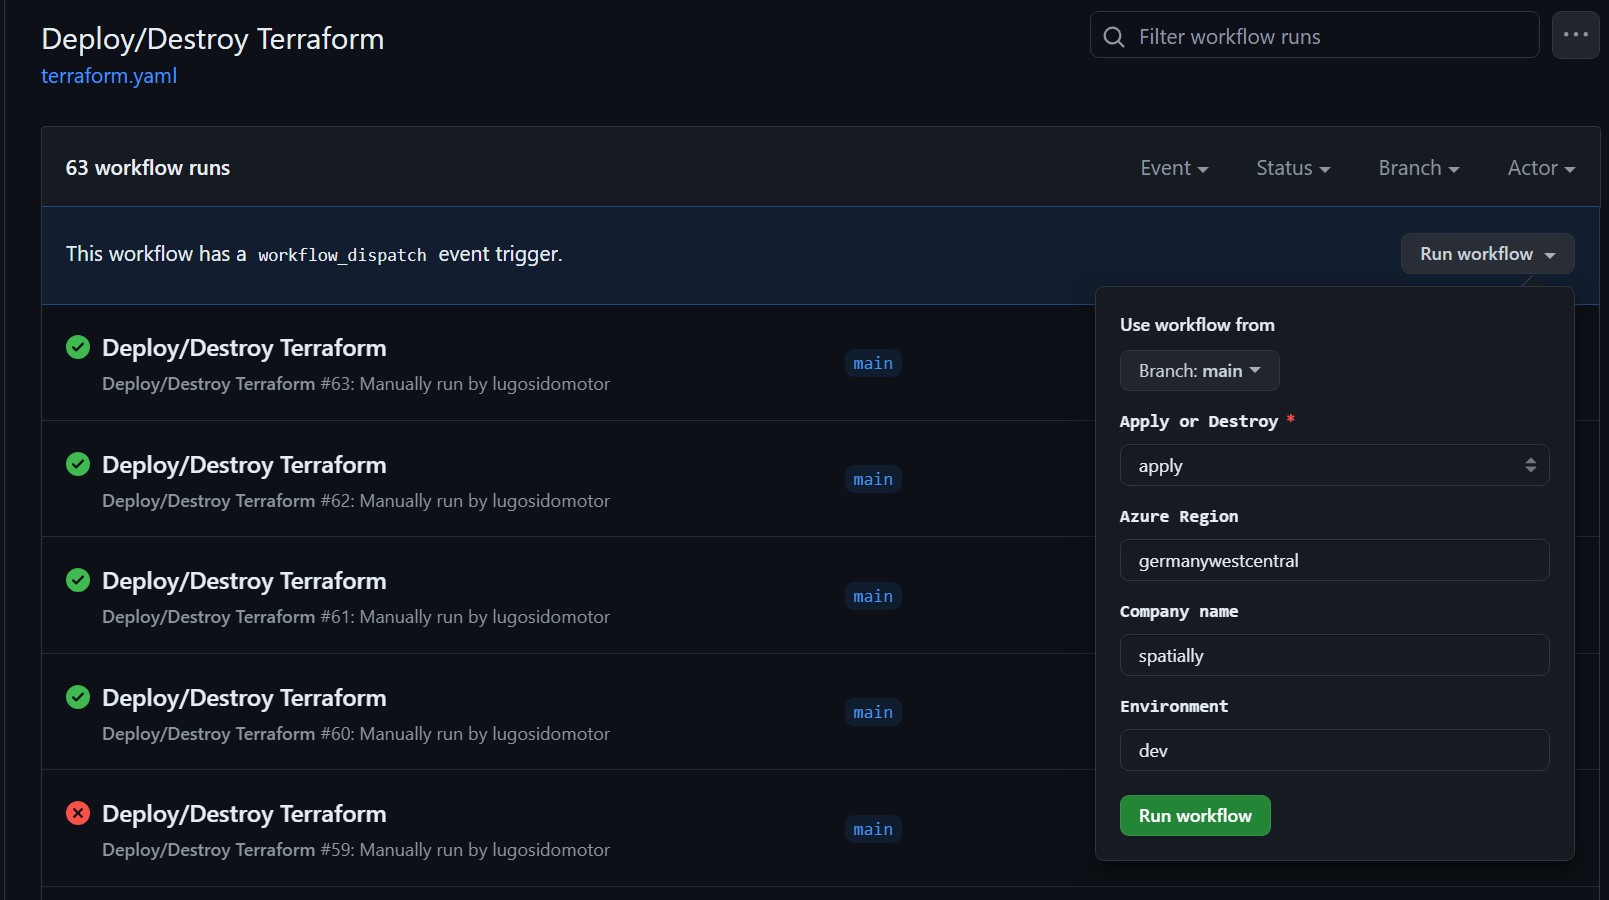 Deploy/Destroy Terraform
Filter workflow runs
terraform.yaml
63 workflow runs
Event
Status
Branch
Actor
This workflow has a workflow_dispatch event trigger.
Run workflow
Deploy/Destroy Terraform
Deploy/Destroy Terraform #63: Manually run by lugosidomotor
main
Deploy/Destroy Terraform
Deploy/Destroy Terraform #62: Manually run by lugosidomotor
main
Deploy/Destroy Terraform
Deploy/Destroy Terraform #61: Manually run by lugosidomotor
main
Deploy/Destroy Terraform
Deploy/Destroy Terraform #60: Manually run by lugosidomotor
main
Deploy/Destroy Terraform
Deploy/Destroy Terraform #59: Manually run by lugosidomotor
main
Use workflow from
Branch: main
Apply or Destroy *
apply
Azure Region
germanywestcentral
Company name
spatially
Environment
dev
Run workflow